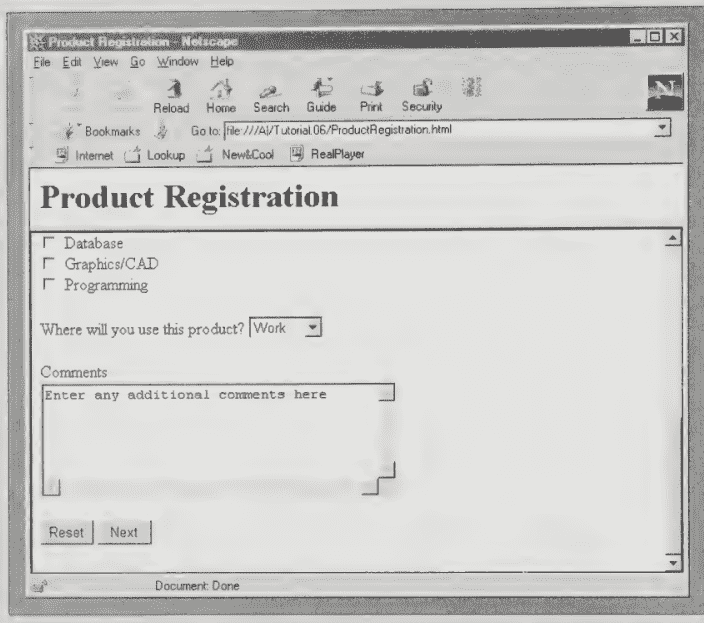 Product Registration - Netscape
File Edit View Go Window Help
Reload Home Search Guide Print Security
N
Bookmarks Go to: file:///A|/Tutorial.06/ProductRegistration.html
Internet Lookup New&Cool RealPlayer
Product Registration
Database
Graphics/CAD
Programming
Where will you use this product? Work
Comments
Enter any additional comments here
Reset Next
Document: Done